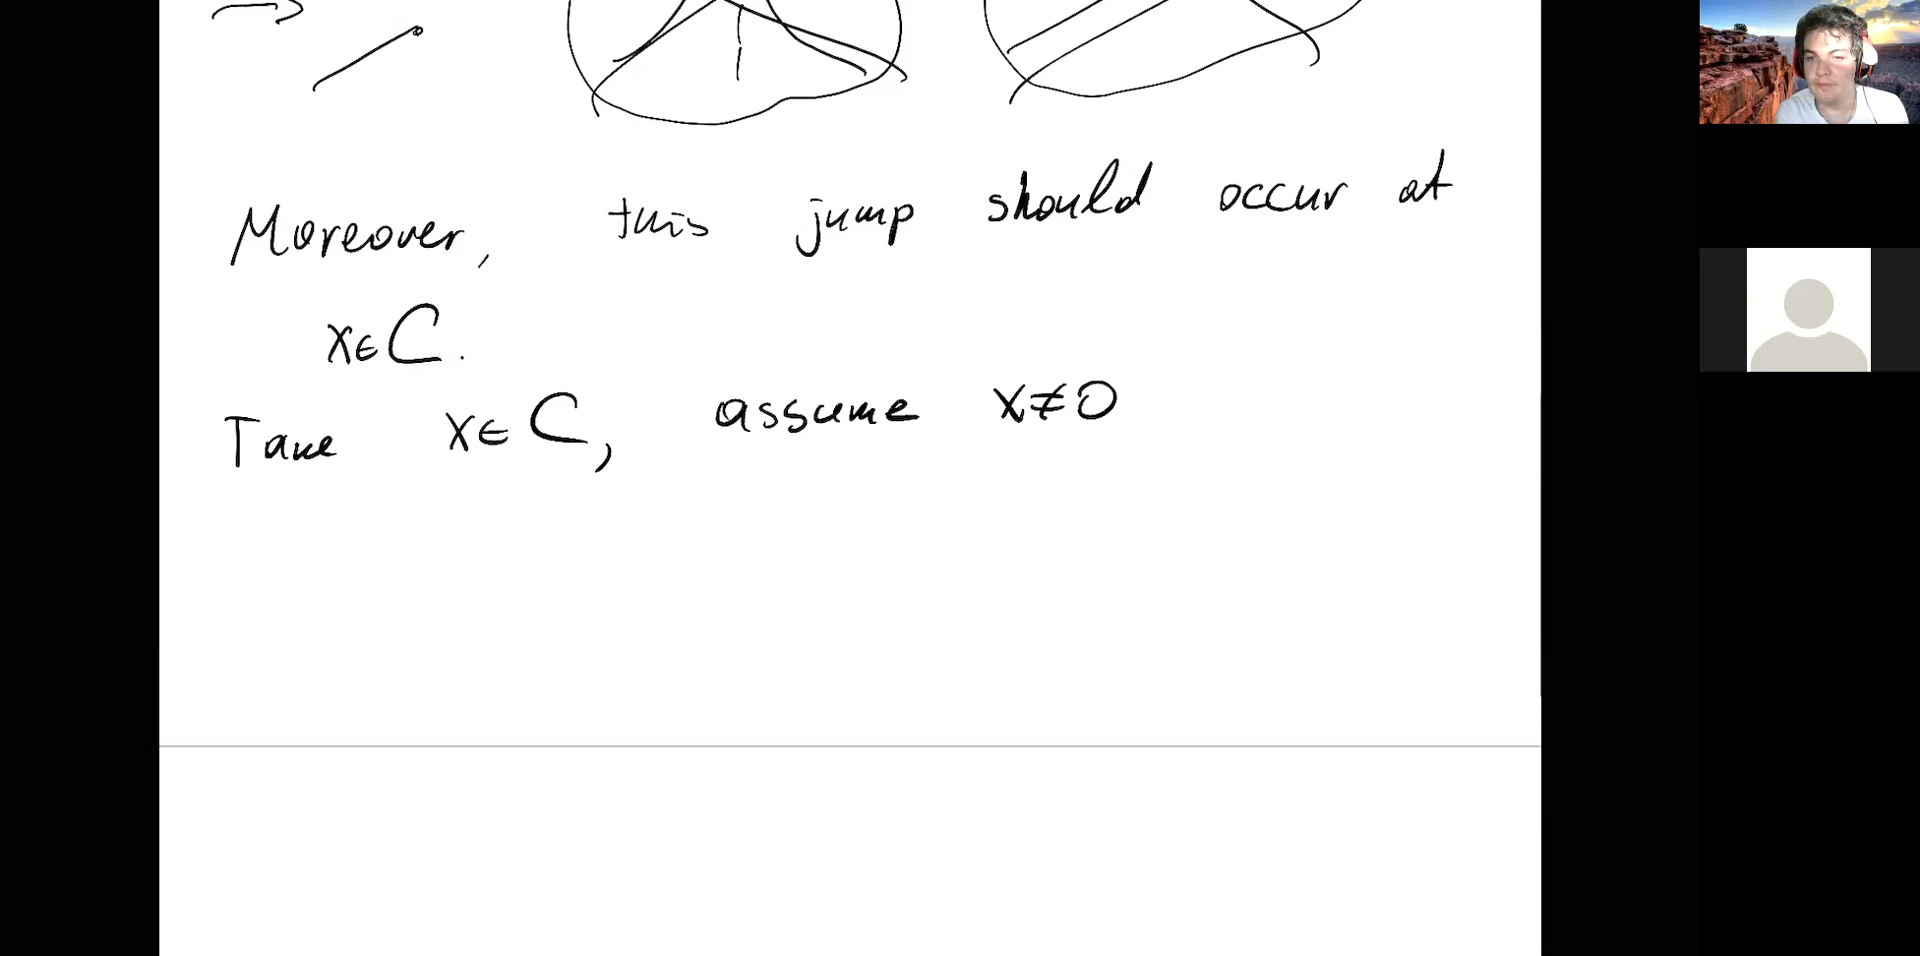 Moreover, this jump should occur at
x∈C.
Take x∈C, assume x≠0